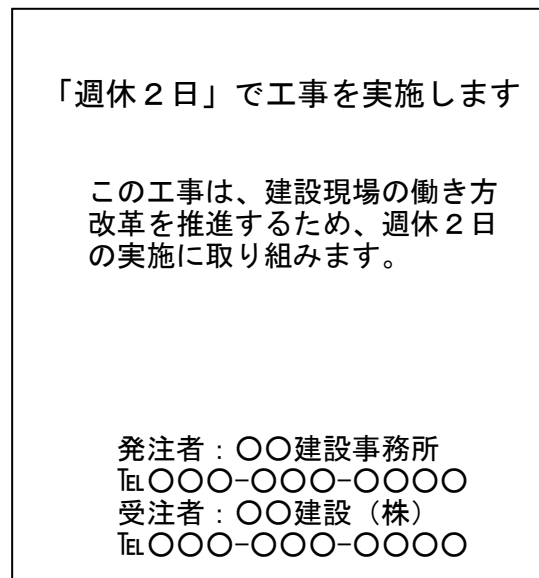 「週休２日」で工事を実施します
この工事は、建設現場の働き方
改革を推進するため、週休２日
の実施に取り組みます。
発注者：〇〇建設事務所
℡〇〇〇-〇〇〇-〇〇〇〇
受注者：〇〇建設（株）
℡〇〇〇-〇〇〇-〇〇〇〇